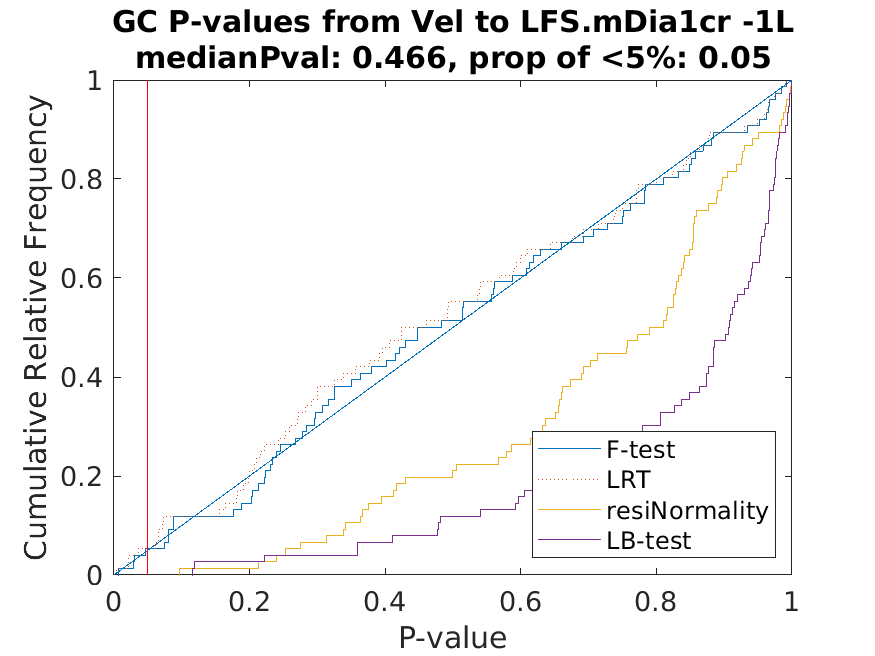 GC P-values from Vel to LFS.mDia1cr -1L
medianPval: 0.466, prop of <5%: 0.05
Cumulative Relative Frequency
1
0.8
0.6
0.4
0.2
0
F-test
LRT
resiNormality
LB-test
0 0.2 0.4 0.6 0.8 1
P-value